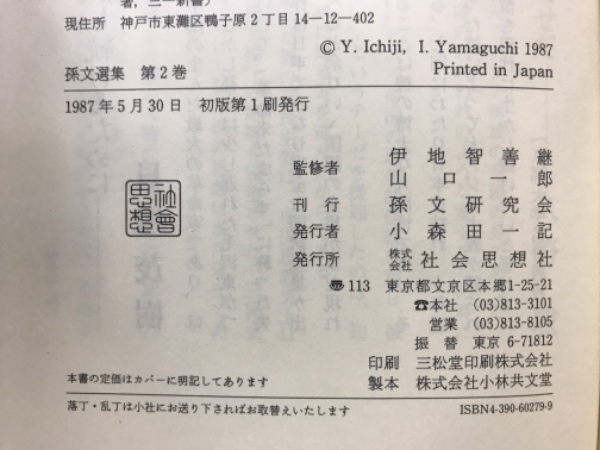 著，三一新書）
現住所 神戸市東灘区鴨子原2丁目14-12-402
© Y. Ichiji, I. Yamaguchi 1987
Printed in Japan
孫文選集 第2巻
1987年5月30日 初版第1刷発行
監修者 伊地智善継
山口一郎
刊行 孫文研究会
発行者 小森田一記
発行所 株式会社 社会思想社
社會思想
〠113 東京都文京区本郷1-25-21
☎本社 (03)813-3101
営業 (03)813-8105
振替 東京 6-71812
印刷 三松堂印刷株式会社
製本 株式会社小林共文堂
本書の定価はカバーに明記してあります
落丁・乱丁は小社にお送り下さればお取替えいたします
ISBN4-390-60279-9